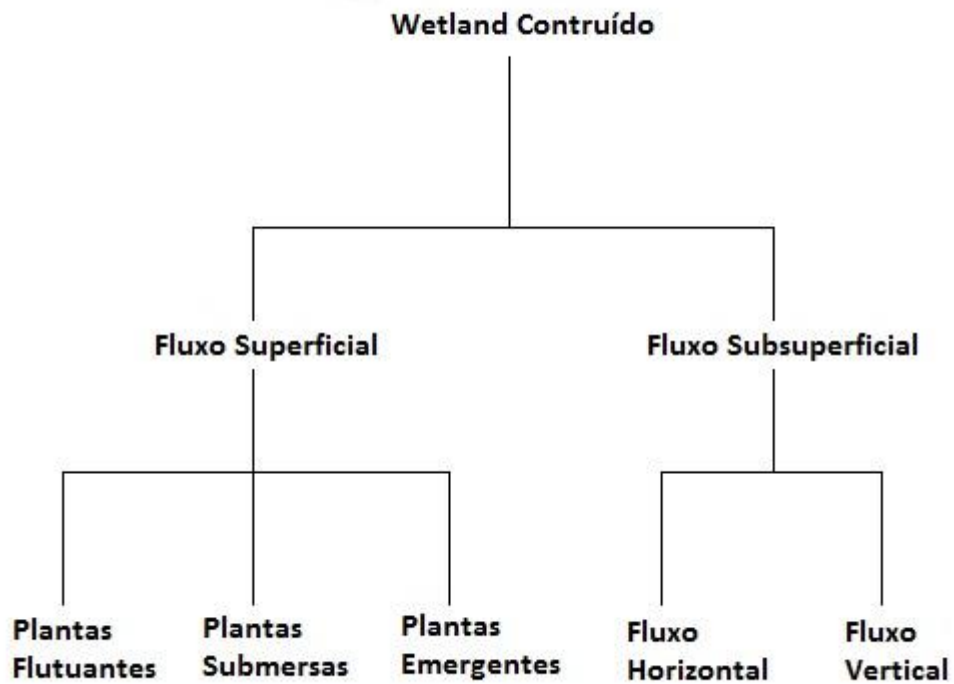 Wetland Contruído
Fluxo Superficial
Fluxo Subsuperficial
Plantas
Flutuantes
Plantas
Submersas
Plantas
Emergentes
Fluxo
Horizontal
Fluxo
Vertical